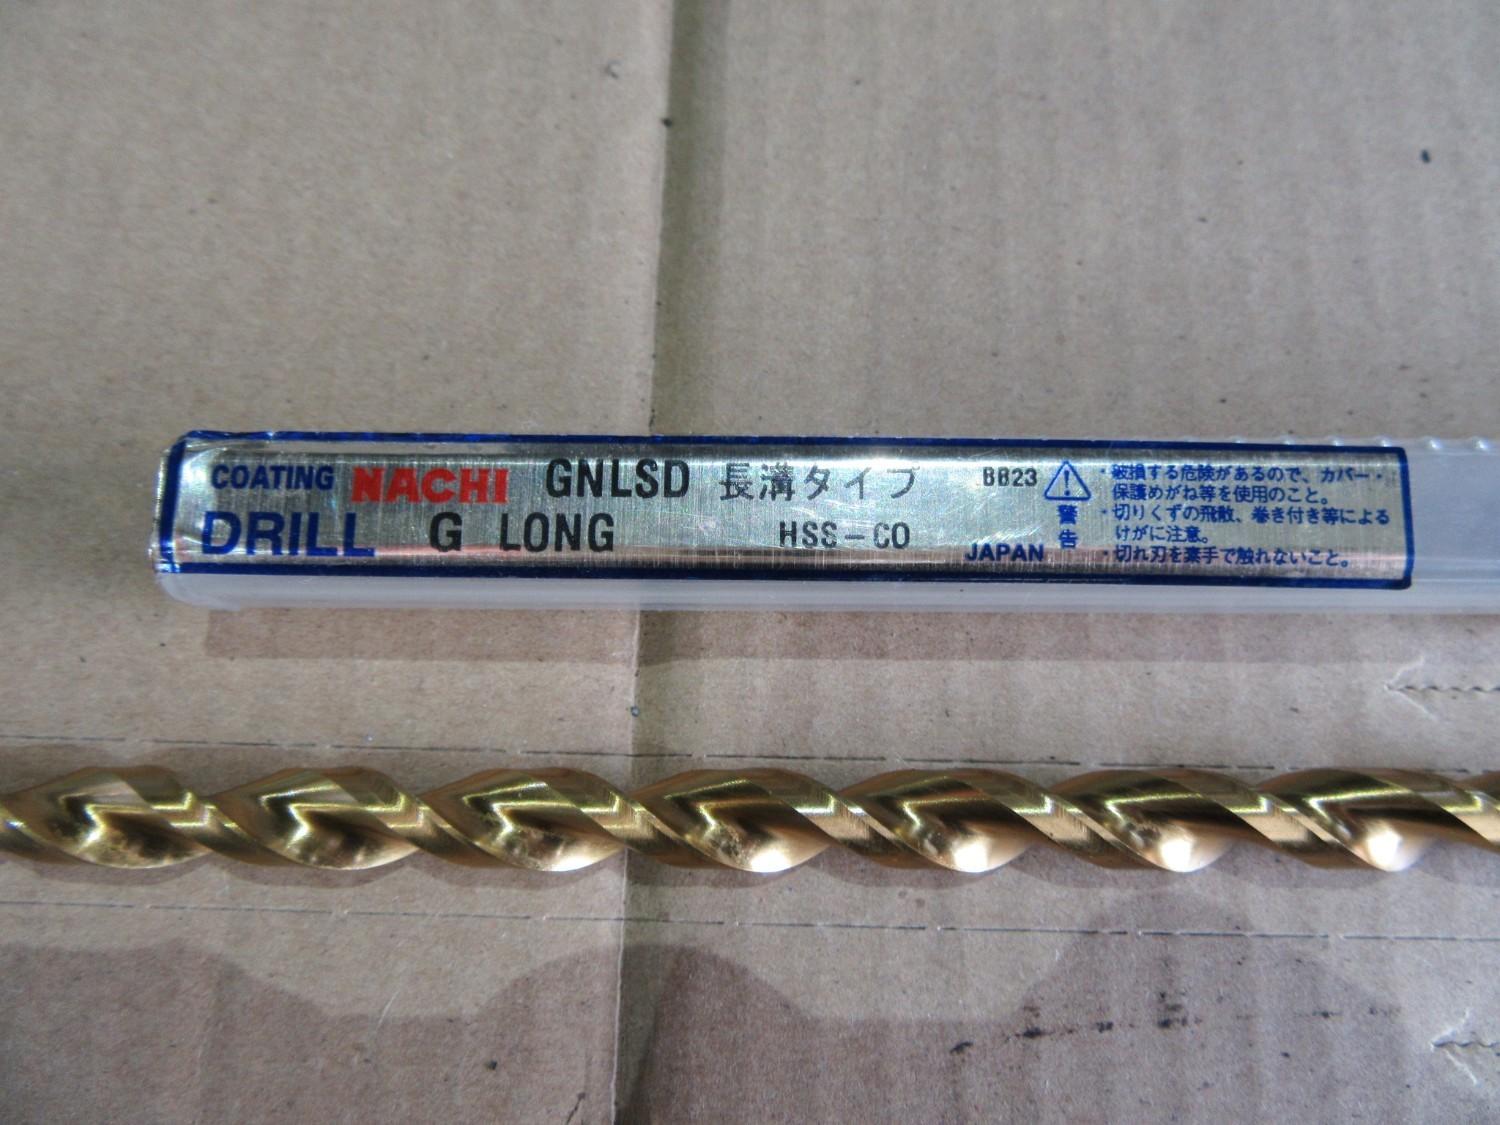 COATING NACHI GNLSD 長溝タイプ BB23
DRILL G LONG HSS-CO JAPAN
警告
・破損する危険があるので、カバー・
保護めがね等を使用のこと。
・切りくずの飛散、巻き付き等による
けがに注意。
・切れ刃を素手で触れないこと。